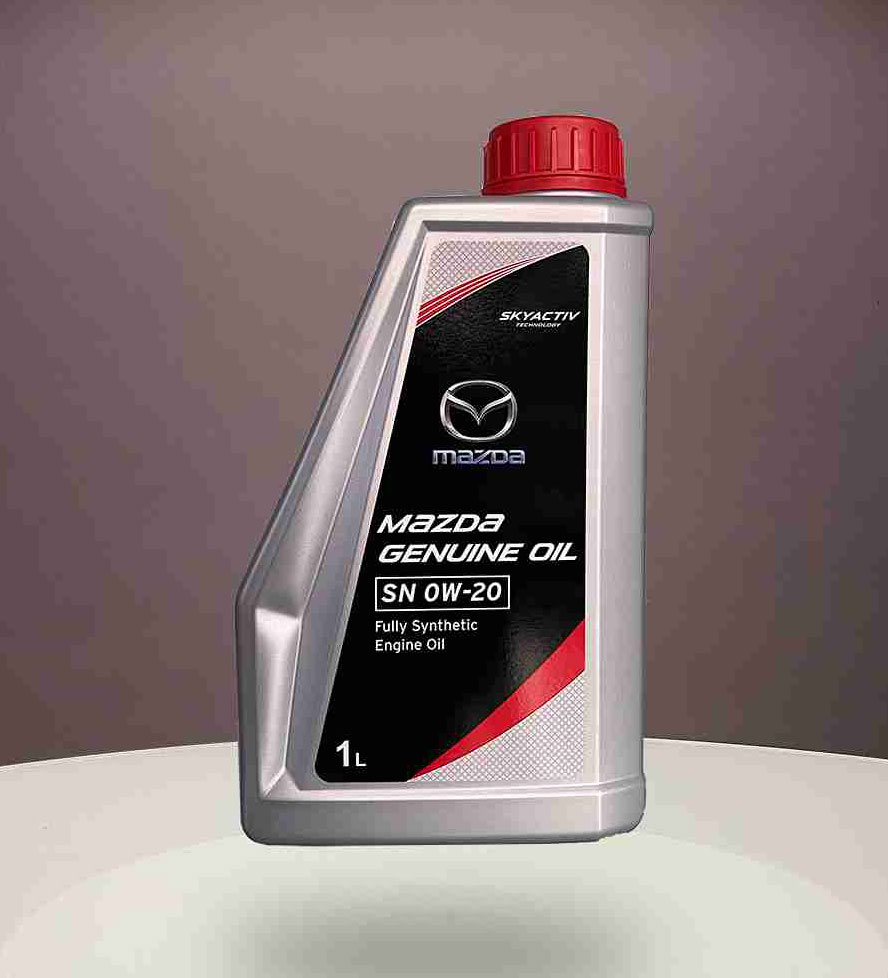 SKYACTIV
TECHNOLOGY
mazda
mazda
GENUINE OIL
SN 0W-20
Fully Synthetic
Engine Oil
1L